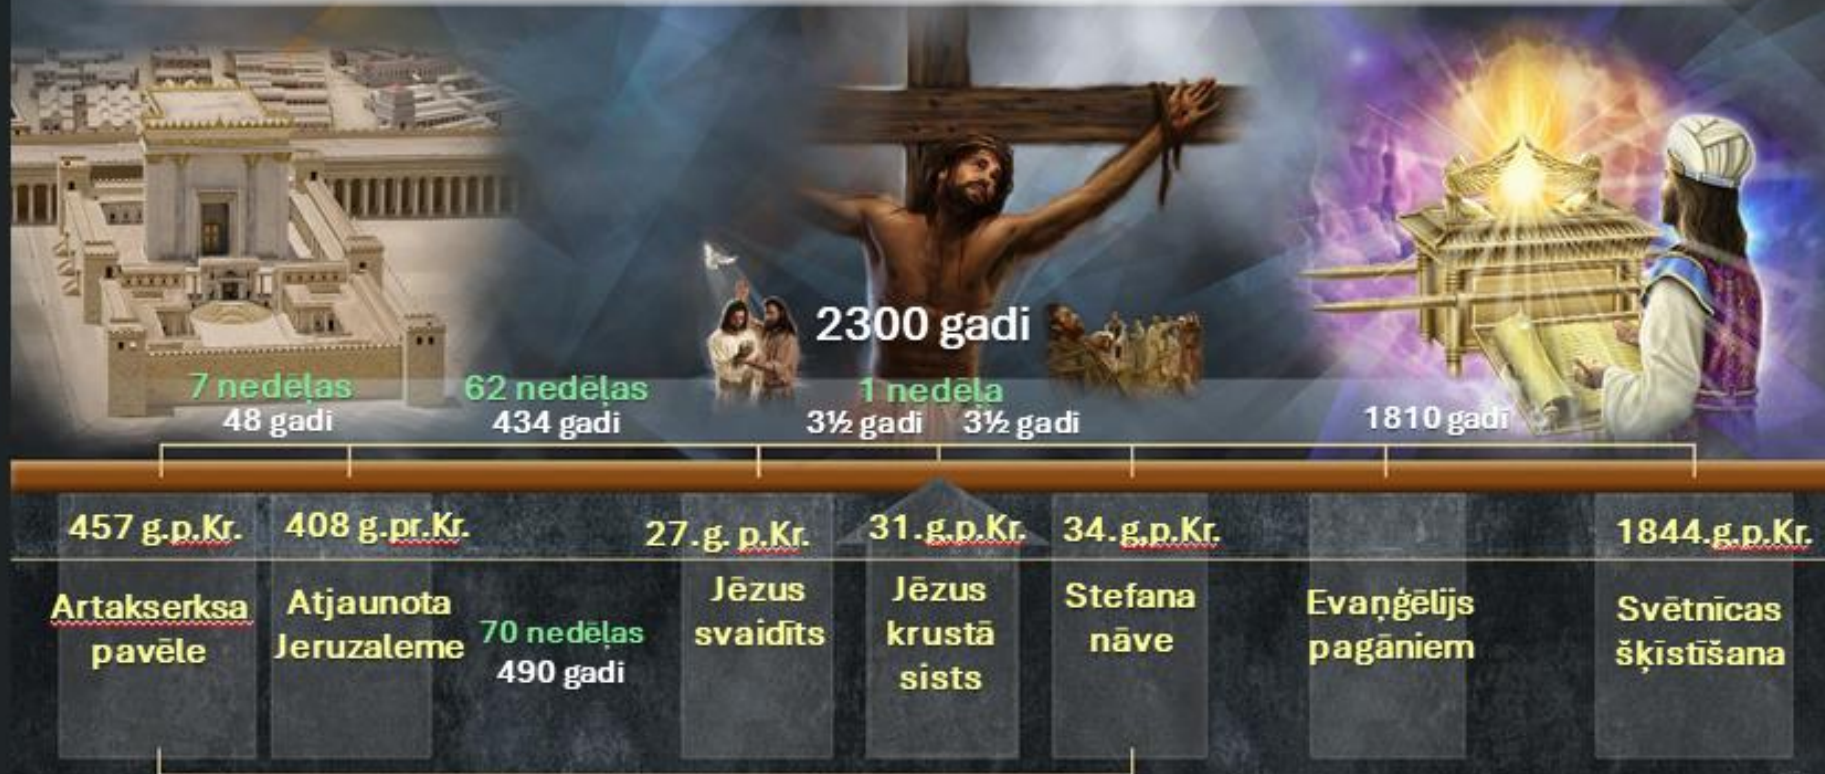 2300 gadi
7 nedēļas
48 gadi
62 nedēļas
434 gadi
1 nedēļa
3½ gadi
3½ gadi
1810 gadi
457 g.p.Kr.
408 g.pr.Kr.
27.g. p.Kr.
31.g.p.Kr.
34.g.p.Kr.
1844.g.p.Kr.
Artakserksa
pavēle
Atjaunota
Jeruzaleme
70 nedēļas
490 gadi
Jēzus
svaidīts
Jēzus
krustā
sists
Stefana
nāve
Evaņģēlijs
pagāniem
Svētnīcas
šķīstīšana